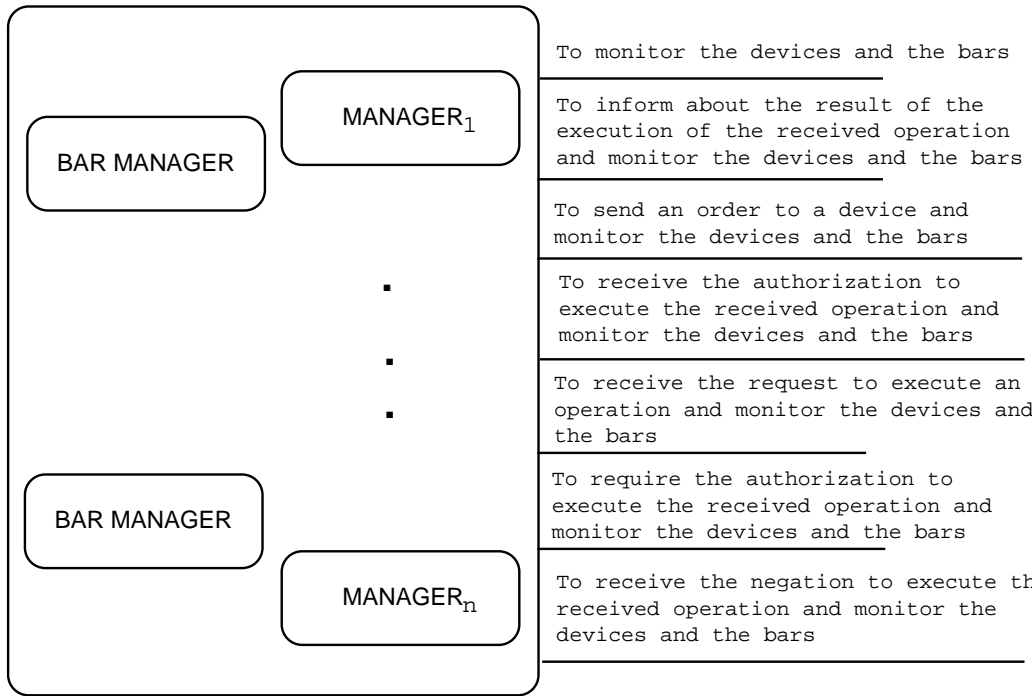 To monitor the devices and the bars
MANAGER1
To inform about the result of the
execution of the received operation
and monitor the devices and the bars
BAR MANAGER
To send an order to a device and
monitor the devices and the bars
To receive the authorization to
execute the received operation and
monitor the devices and the bars
To receive the request to execute an
operation and monitor the devices and
the bars
To require the authorization to
execute the received operation and
monitor the devices and the bars
BAR MANAGER
MANAGERn
To receive the negation to execute th
received operation and monitor the
devices and the bars